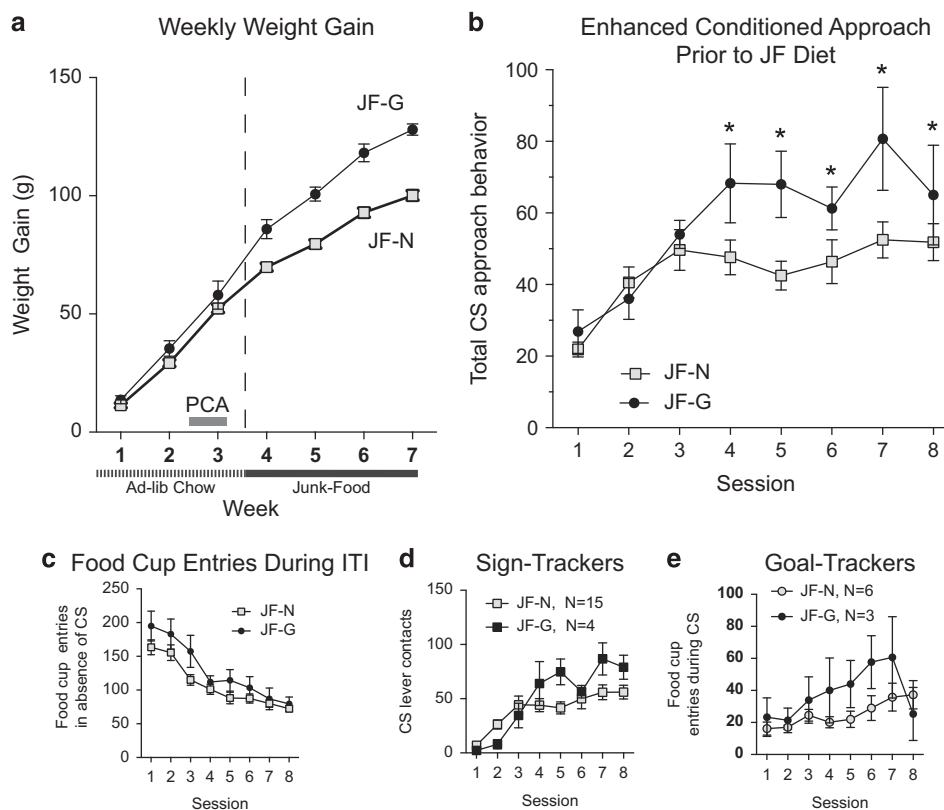 a
Weekly Weight Gain
Weight Gain (g)
150
100
50
0
JF-G
JF-N
PCA
1 2 3 4 5 6 7
Ad-lib Chow
Junk-Food
Week
b
Enhanced Conditioned Approach
Prior to JF Diet
Total CS approach behavior
100
80
60
40
20
0
* * * * *
JF-N
JF-G
1 2 3 4 5 6 7 8
Session
c
Food Cup Entries During ITI
Food cup entries
in absence of CS
250
200
150
100
50
0
JF-N
JF-G
1 2 3 4 5 6 7 8
Session
d
Sign-Trackers
CS lever contacts
150
100
50
0
JF-N, N=15
JF-G, N=4
1 2 3 4 5 6 7 8
Session
e
Goal-Trackers
Food cup
entries during CS
100
80
60
40
20
0
JF-N, N=6
JF-G, N=3
1 2 3 4 5 6 7 8
Session